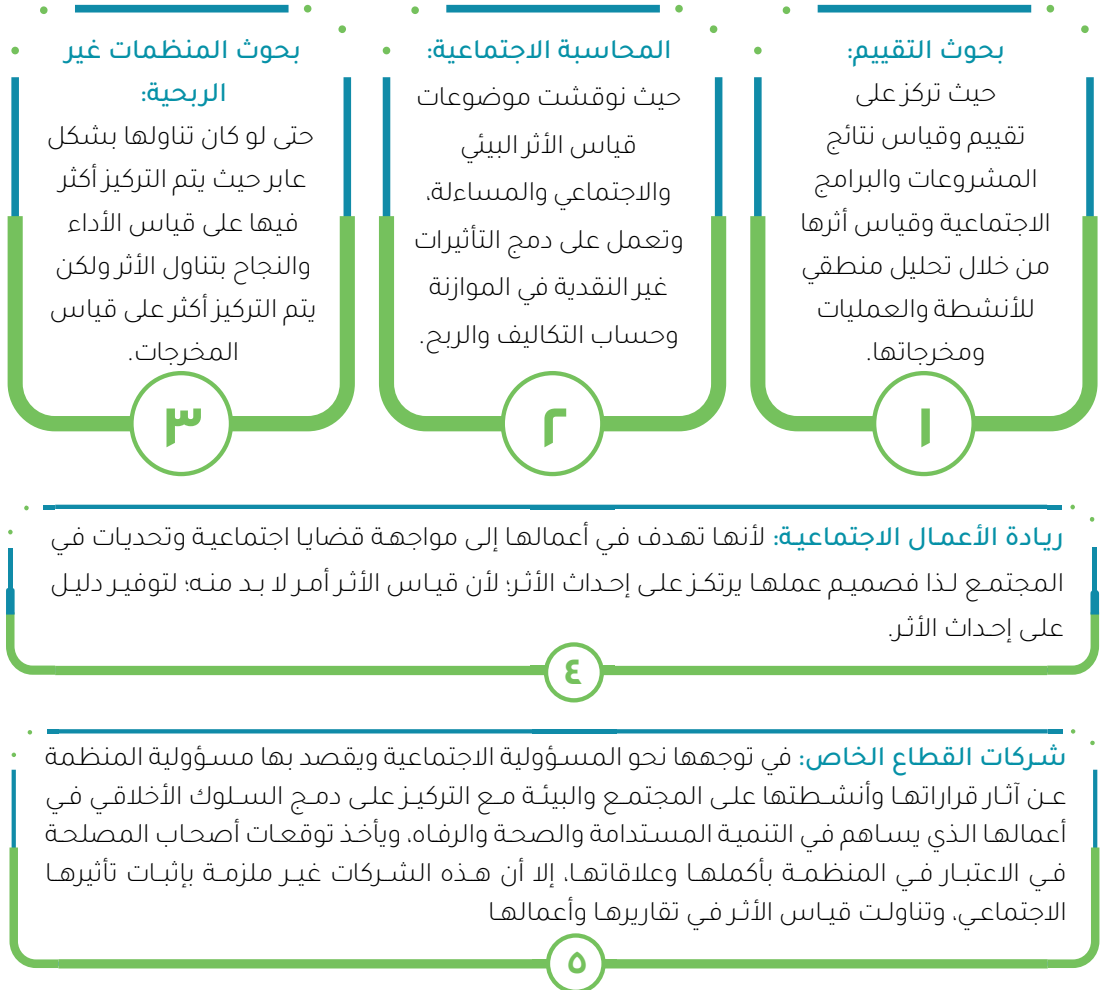 بحوث التقييم:
حيث تركز على
تقييم وقياس نتائج
المشروعات والبرامج
الاجتماعية وقياس أثرها
من خلال تحليل منطقي
للأنشطة والعمليات
ومخرجاتها.
١
المحاسبة الاجتماعية:
حيث نوقشت موضوعات
قياس الأثر البيئي
والاجتماعي والمساءلة،
وتعمل على دمج التأثيرات
غير النقدية في الموازنة
وحساب التكاليف والربح.
٢
بحوث المنظمات غير
الربحية:
حتى لو كان تناولها بشكل
عابر حيث يتم التركيز أكثر
فيها على قياس الأداء
والنجاح بتناول الأثر ولكن
يتم التركيز أكثر على قياس
المخرجات.
٣
ريادة الأعمال الاجتماعية: لأنها تهدف في أعمالها إلى مواجهة قضايا اجتماعية وتحديات في
المجتمع لذا فصميم عملها يرتكز على إحداث الأثر؛ لأن قياس الأثر أمر لا بد منه؛ لتوفير دليل
على إحداث الأثر.
٤
شركات القطاع الخاص: في توجهها نحو المسؤولية الاجتماعية ويقصد بها مسؤولية المنظمة
عن آثار قراراتها وأنشطتها على المجتمع والبيئة مع التركيز على دمج السلوك الأخلاقي في
أعمالها الذي يساهم في التنمية المستدامة والصحة والرفاه، ويأخذ توقعات أصحاب المصلحة
في الاعتبار في المنظمة بأكملها وعلاقاتها، إلا أن هذه الشركات غير ملزمة بإثبات تأثيرها
الاجتماعي، وتناولت قياس الأثر في تقاريرها وأعمالها
٥